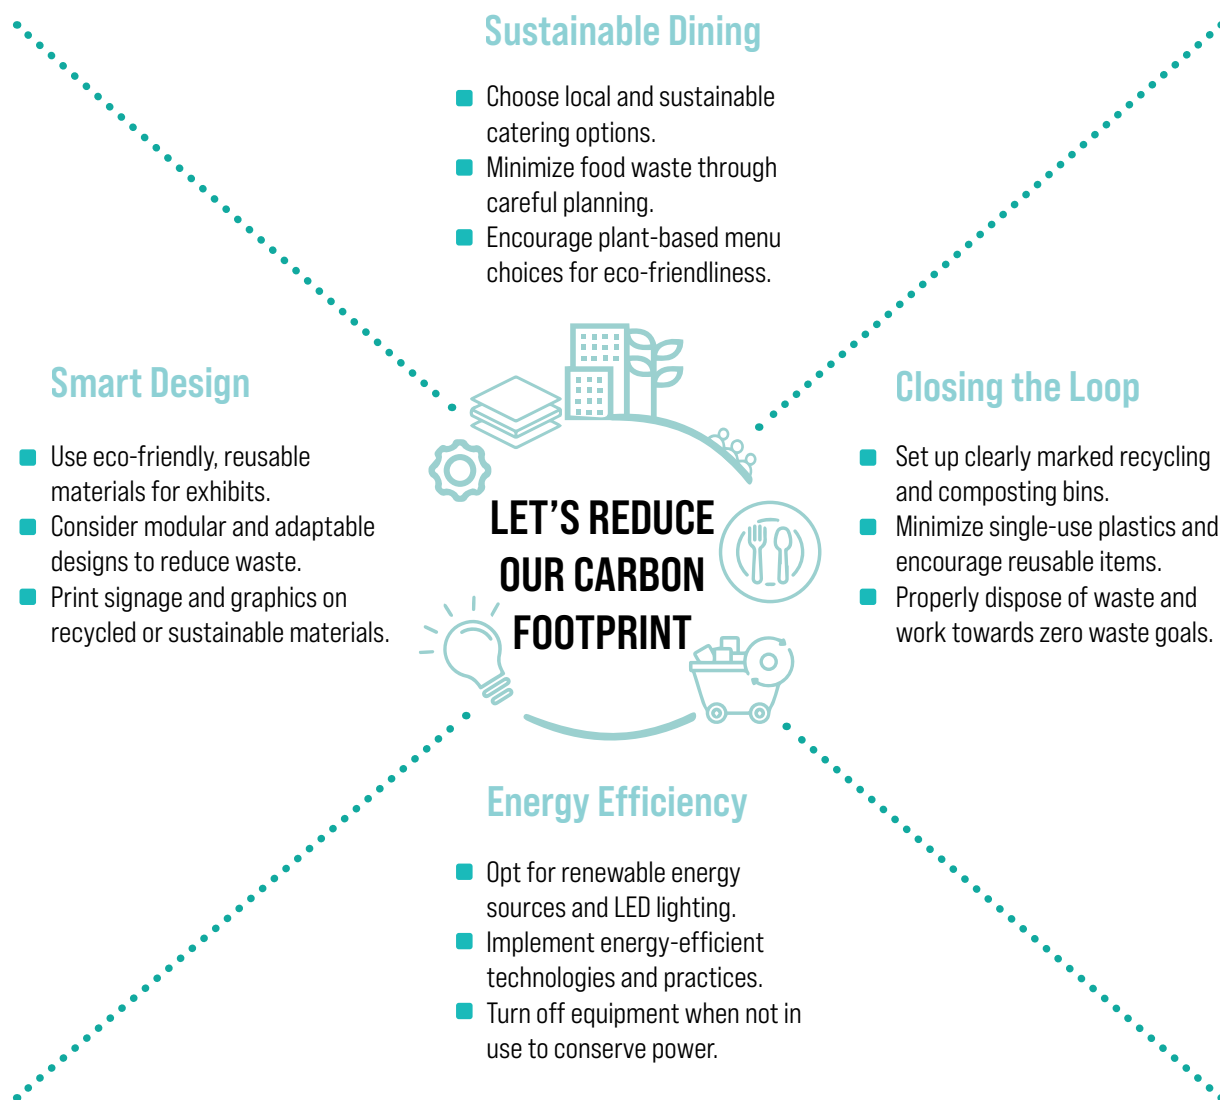 Sustainable Dining
Choose local and sustainable
catering options.
Minimize food waste through
careful planning.
Encourage plant-based menu
choices for eco-friendliness.
Smart Design
Use eco-friendly, reusable
materials for exhibits.
Consider modular and adaptable
designs to reduce waste.
Print signage and graphics on
recycled or sustainable materials.
LET’S REDUCE
OUR CARBON
FOOTPRINT
Closing the Loop
Set up clearly marked recycling
and composting bins.
Minimize single-use plastics and
encourage reusable items.
Properly dispose of waste and
work towards zero waste goals.
Energy Efficiency
Opt for renewable energy
sources and LED lighting.
Implement energy-efficient
technologies and practices.
Turn off equipment when not in
use to conserve power.